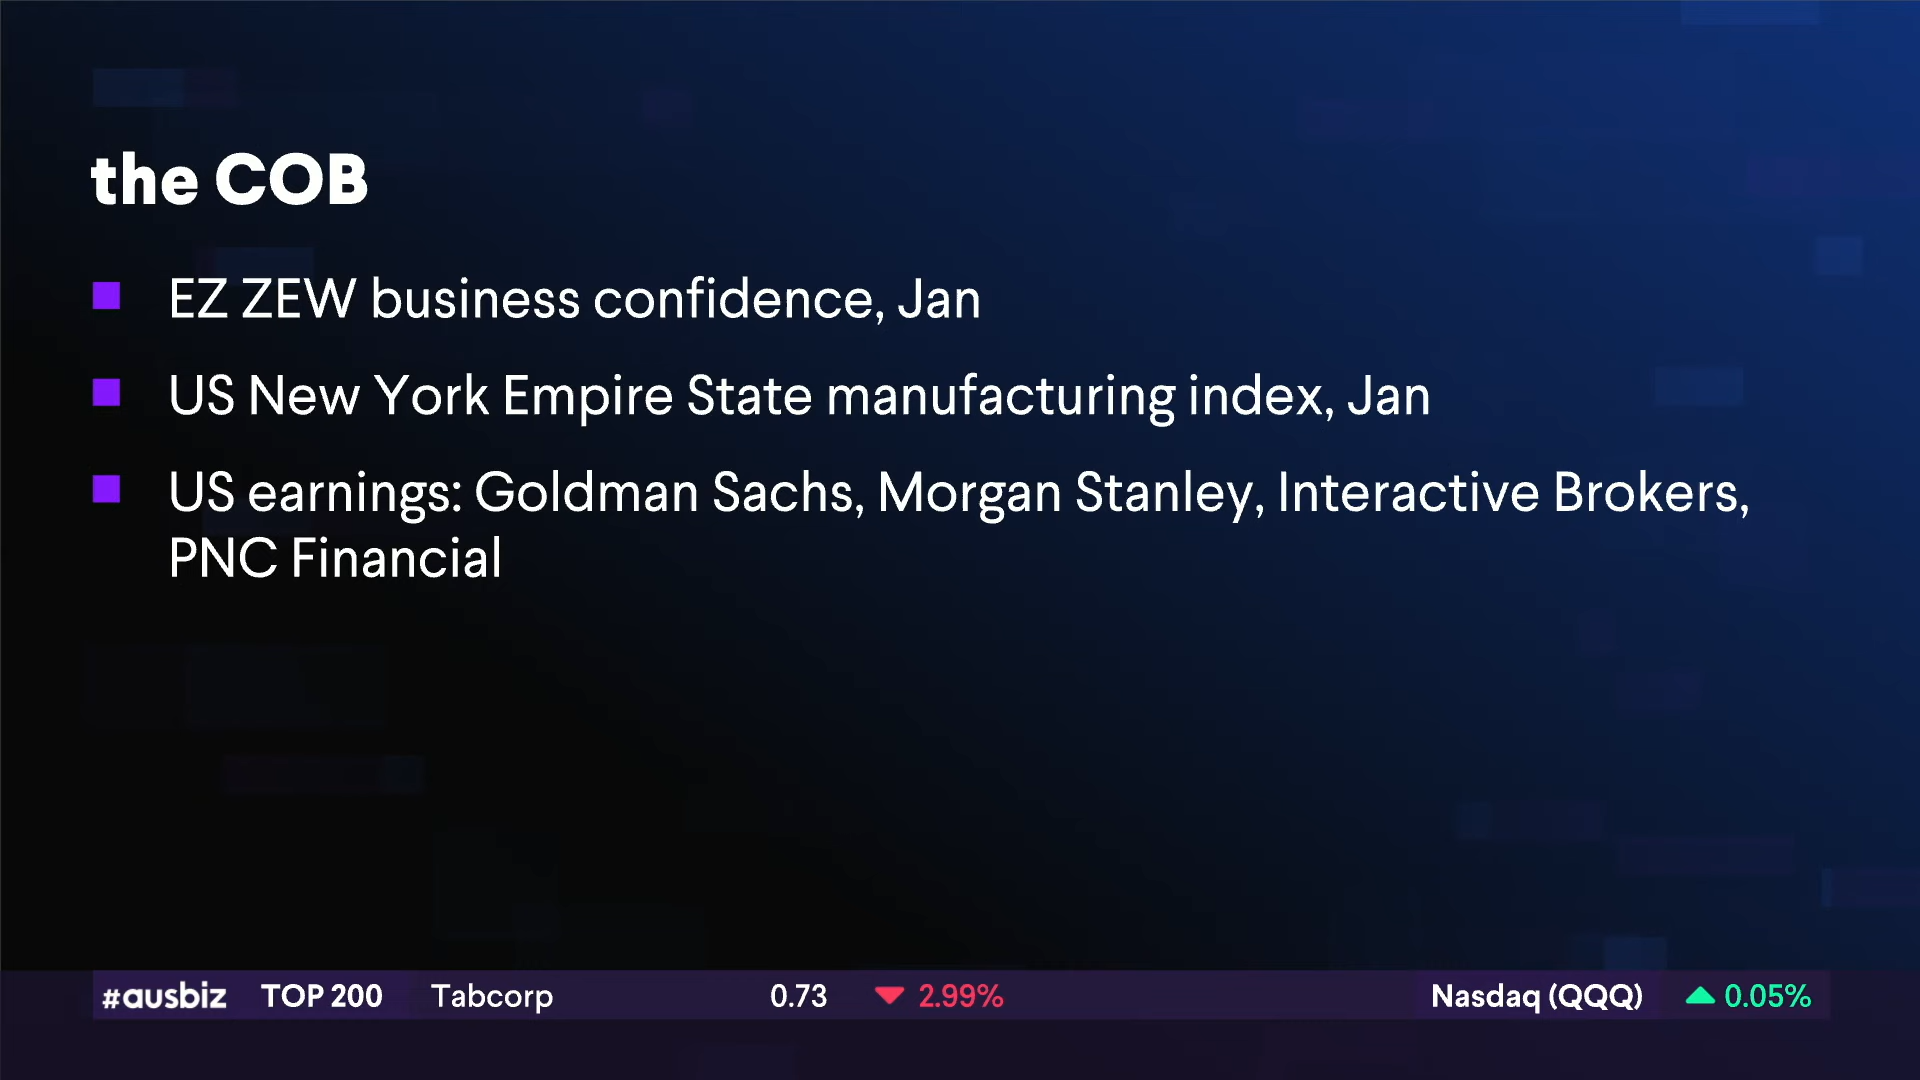 the COB
EZ ZEW business confidence, Jan
US New York Empire State manufacturing index, Jan
US earnings: Goldman Sachs, Morgan Stanley, Interactive Brokers,
PNC Financial
#ausbiz TOP 200 Tabcorp 0.73 2.99% Nasdaq (QQQ) 0.05%